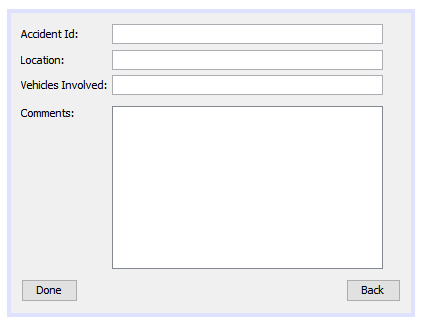 Accident Id:
Location:
Vehicles Involved:
Comments:
Done
Back